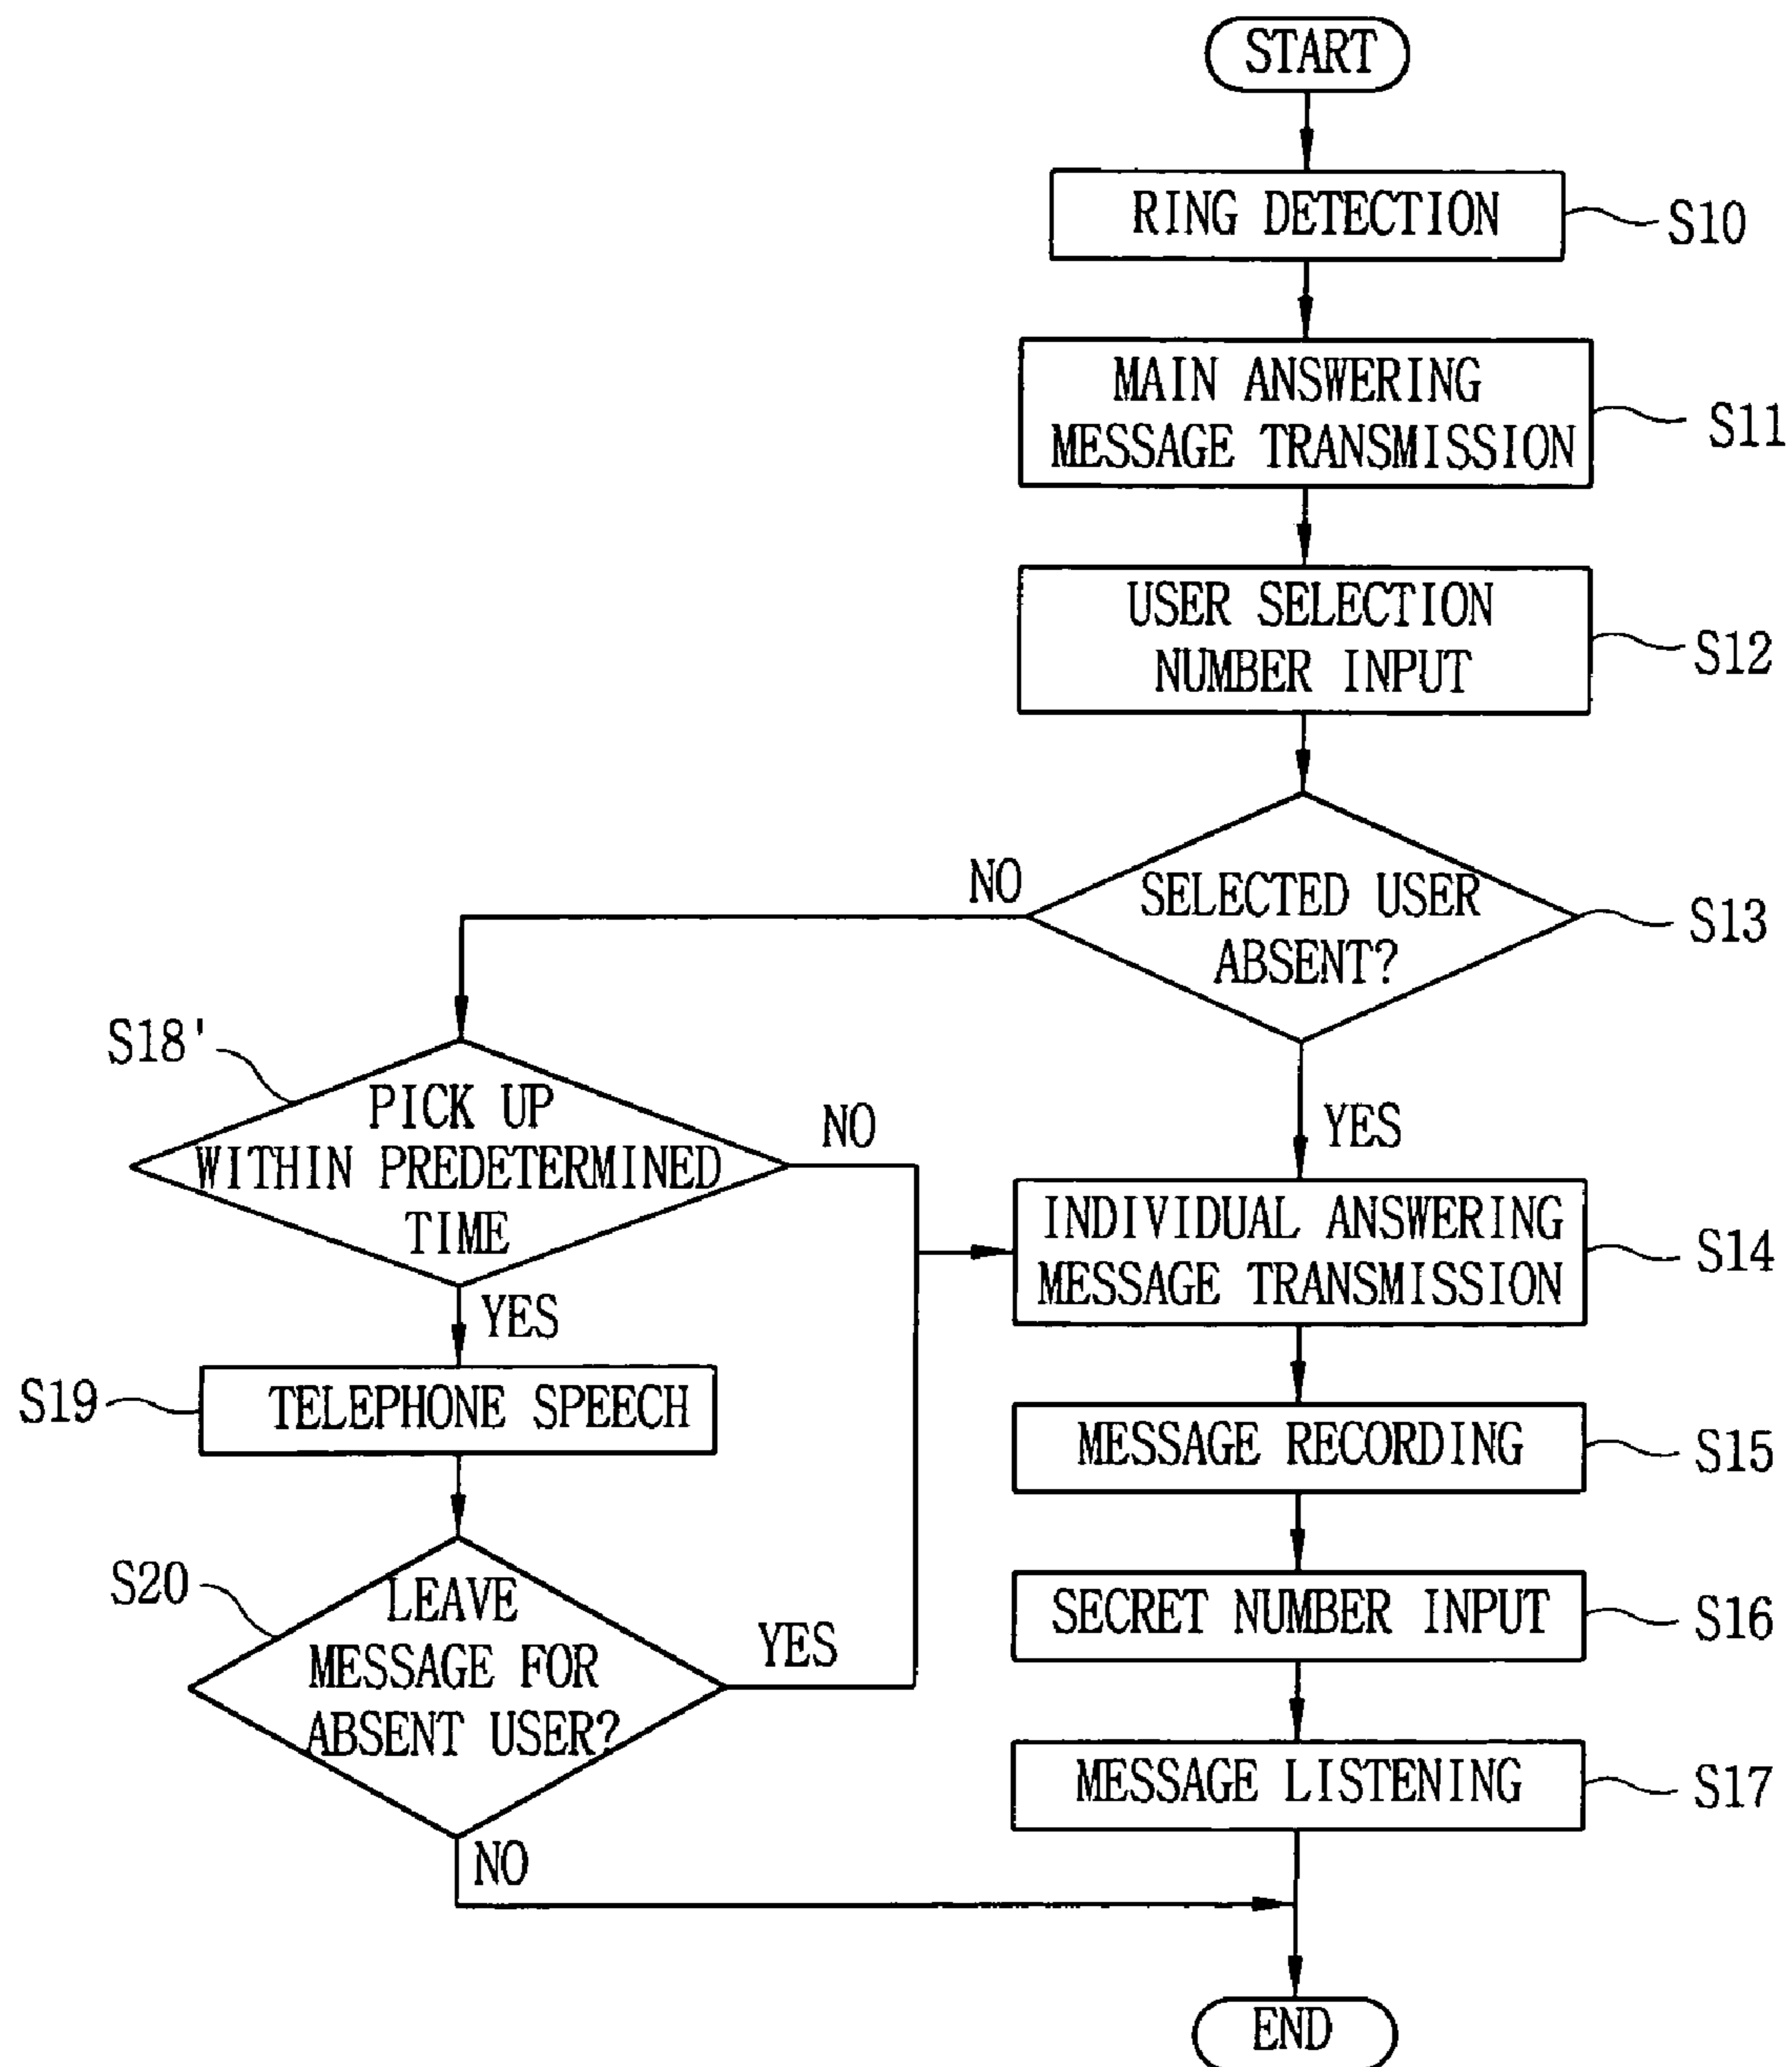 START
RING DETECTION
S10
MAIN ANSWERING
MESSAGE TRANSMISSION
S11
USER SELECTION
NUMBER INPUT
S12
NO
SELECTED USER
ABSENT?
S13
S18'
PICK UP
WITHIN PREDETERMINED
TIME
NO
YES
YES
INDIVIDUAL ANSWERING
MESSAGE TRANSMISSION
S14
S19
TELEPHONE SPEECH
MESSAGE RECORDING
S15
S20
LEAVE
MESSAGE FOR
ABSENT USER?
YES
NO
SECRET NUMBER INPUT
S16
MESSAGE LISTENING
S17
END